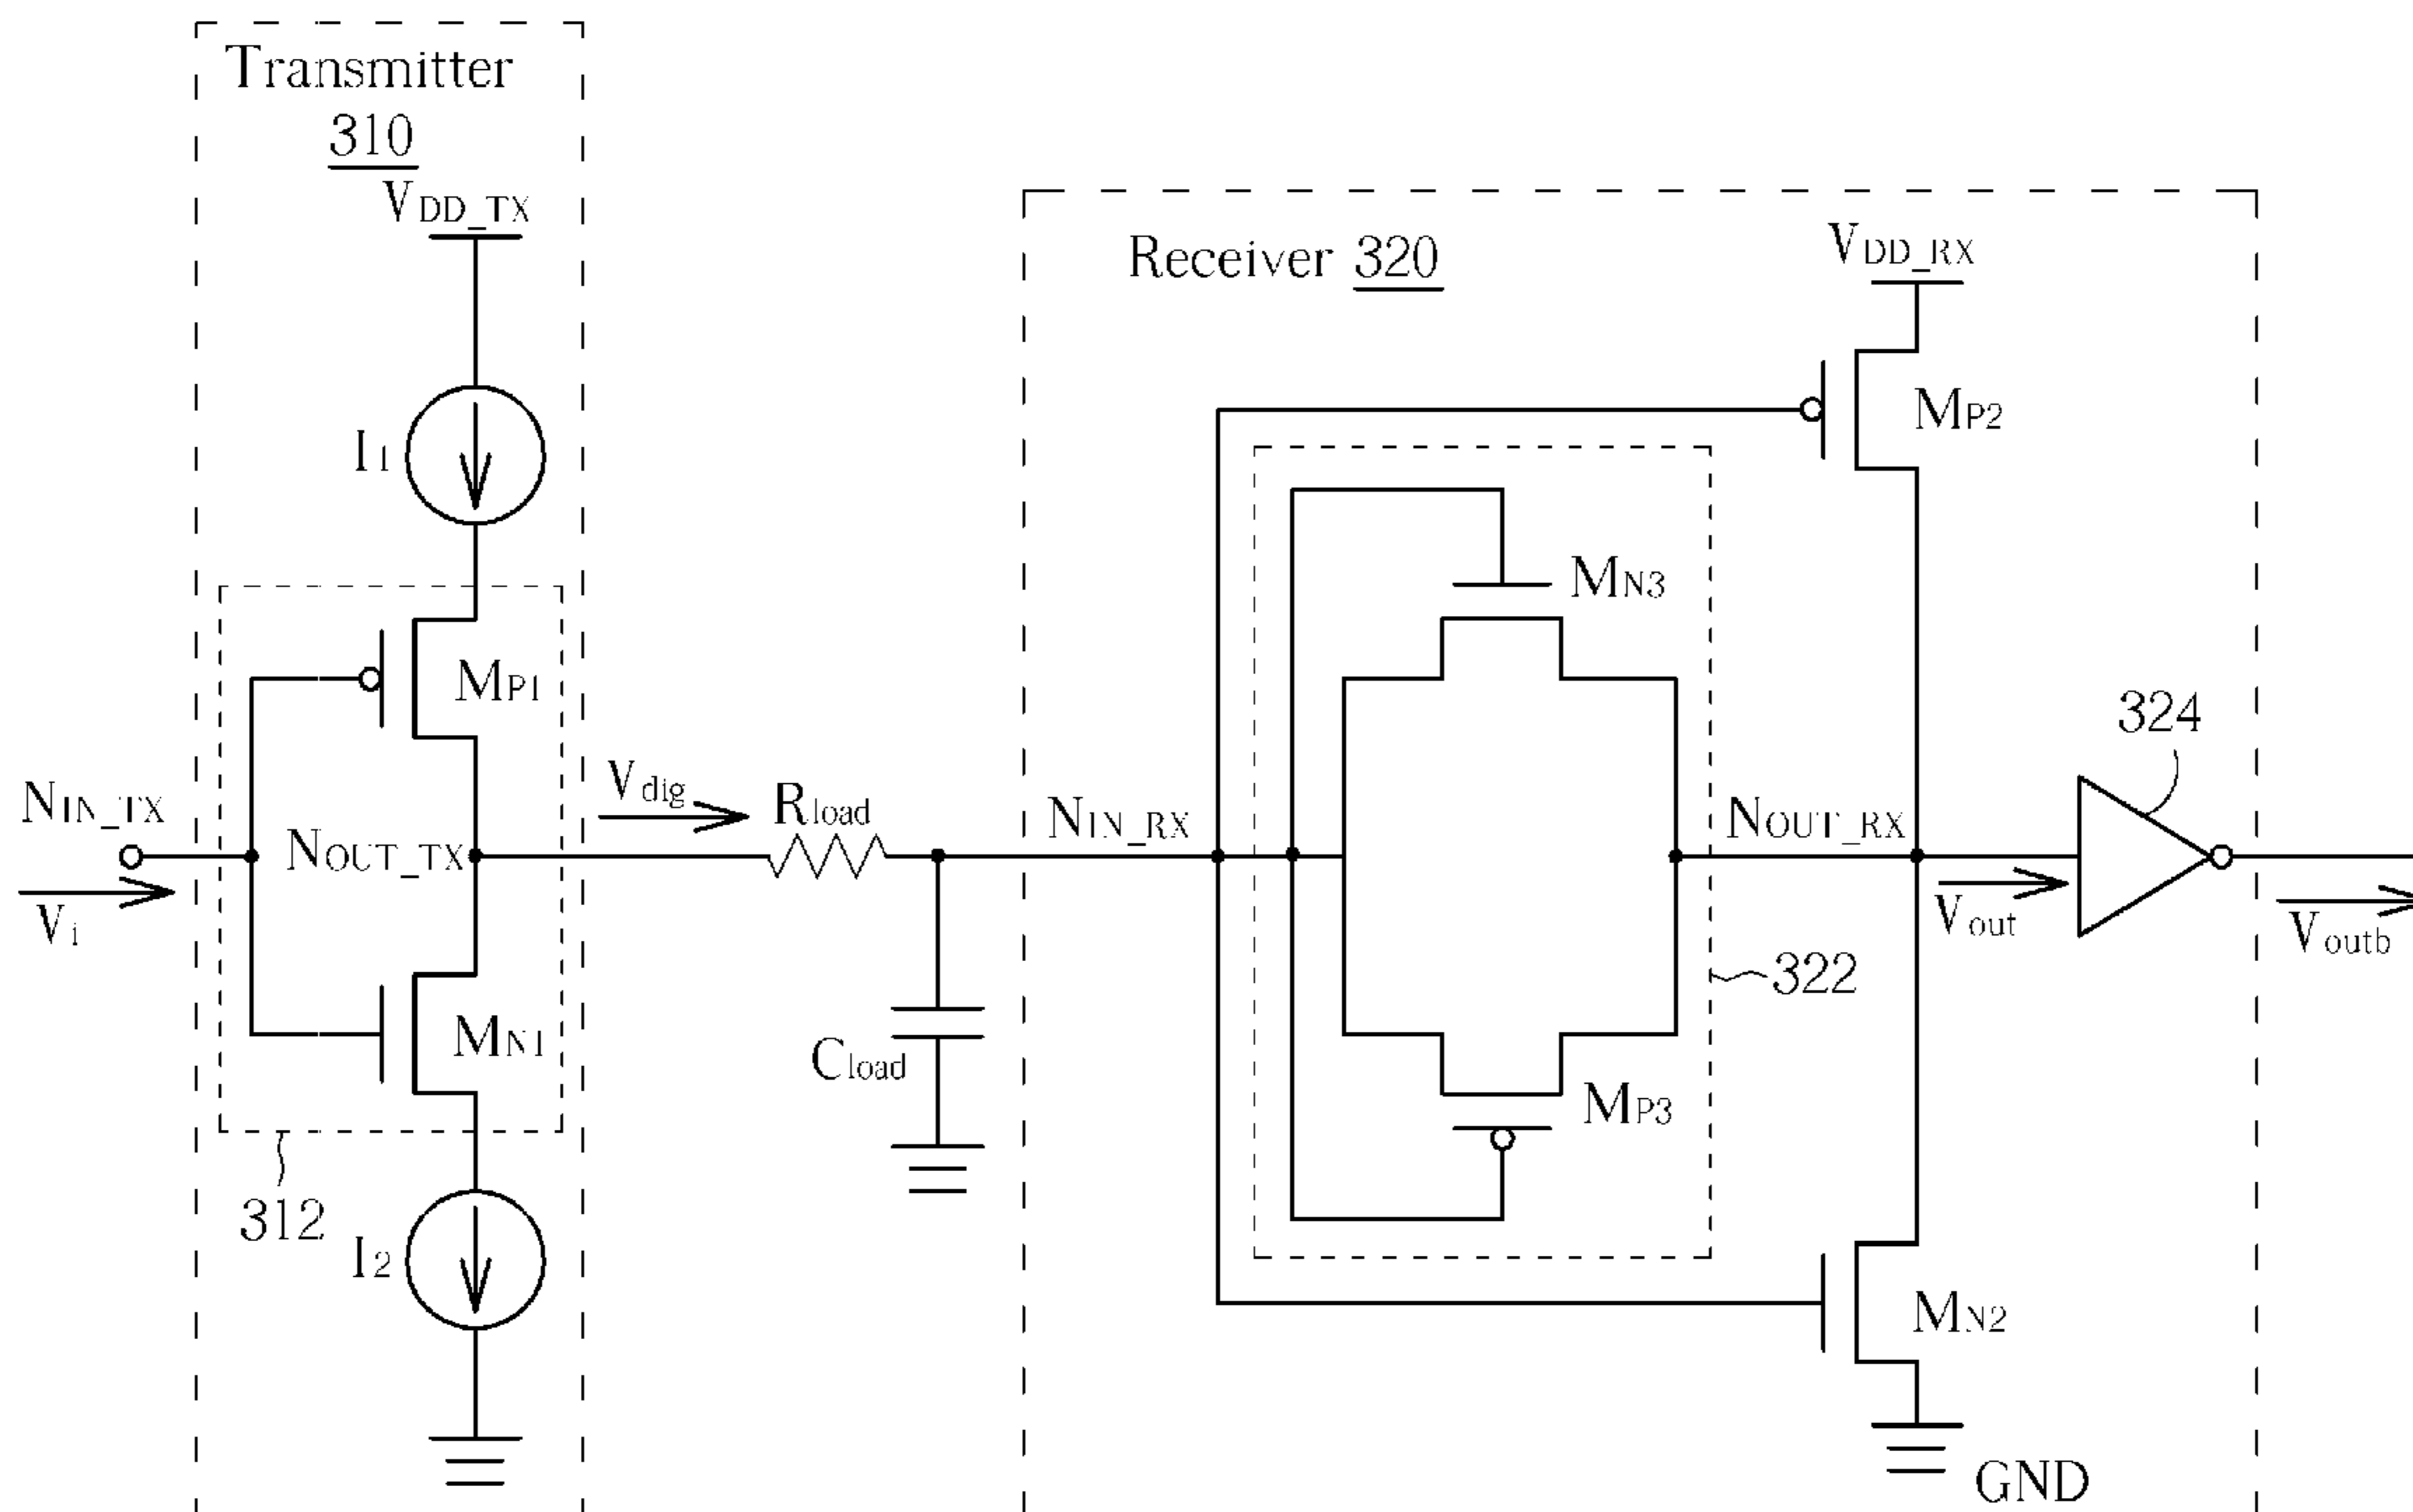 Transmitter
310
VDD_TX
I1
MP1
NIN_TX
NOUT_TX
Vi
MN1
312
I2
Vdig
Rload
Cload
Receiver 320
VDD_RX
MP2
MN3
NIN_RX
NOUT_RX
324
Vout
Voutb
322
MP3
MN2
GND